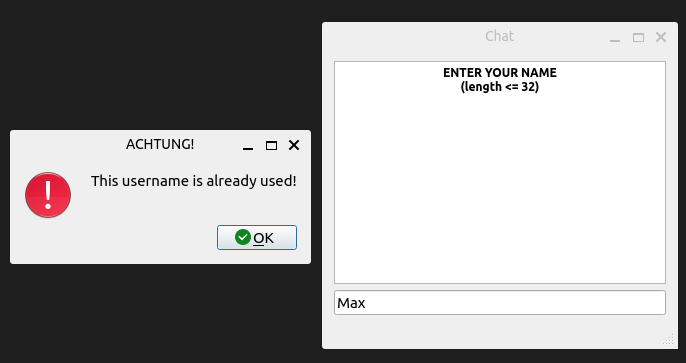 ACHTUNG!
This username is already used!
OK
Chat
ENTER YOUR NAME
(length <= 32)
Max